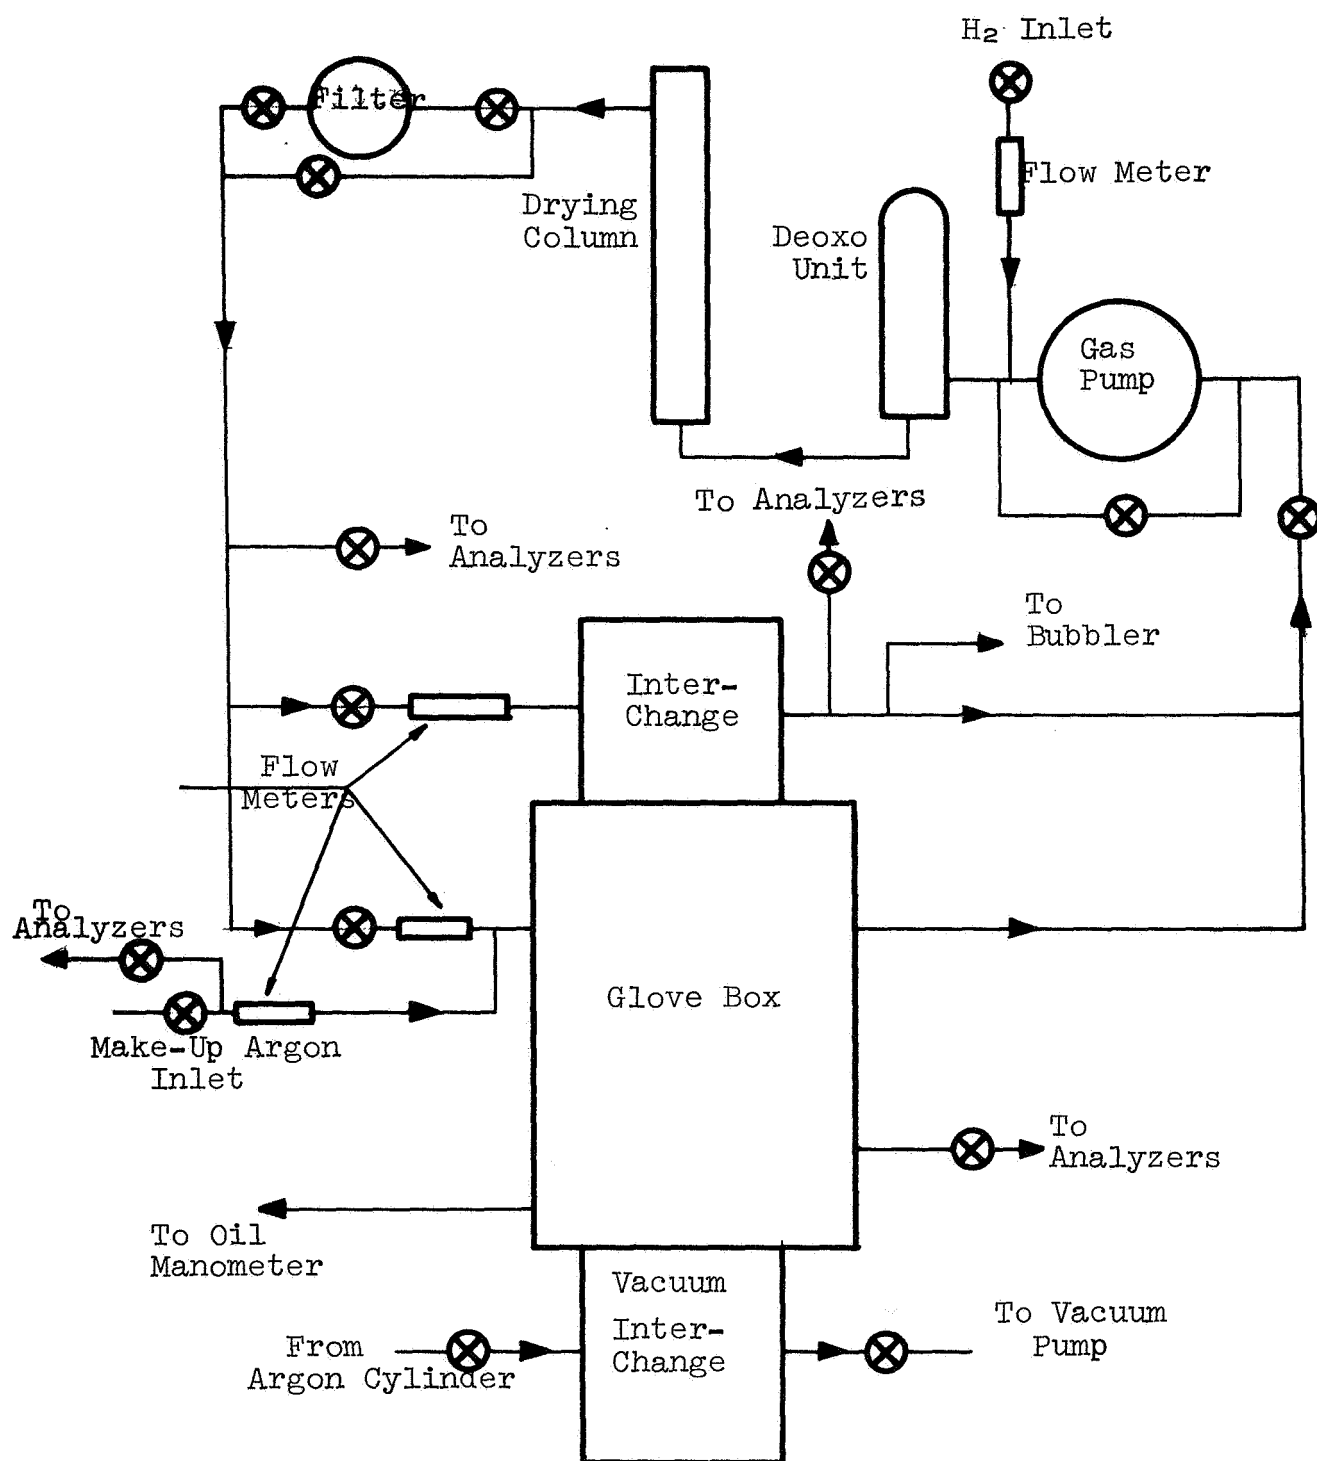 H2 Inlet
Filter
Flow Meter
Drying
Column
Deoxo
Unit
Gas
Pump
To Analyzers
To
Analyzers
To
Bubbler
Inter-
Change
Flow
Meters
To
Analyzers
Glove Box
Make-Up Argon
Inlet
To
Analyzers
To Oil
Manometer
Vacuum
Inter-
Change
To Vacuum
Pump
From
Argon Cylinder